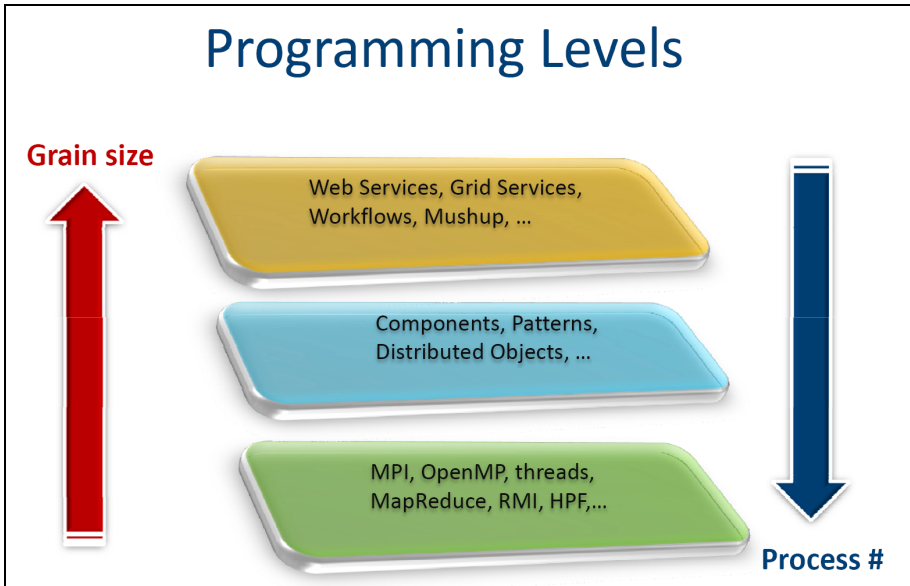 Programming Levels
Grain size
Web Services, Grid Services,
Workflows, Mushup, ...
Components, Patterns,
Distributed Objects, ...
MPI, OpenMP, threads,
MapReduce, RMI, HPF,...
Process #